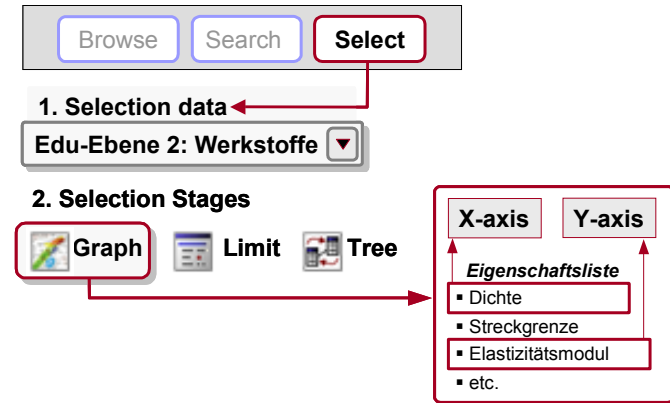 Browse Search Select
1. Selection data
Edu-Ebene 2: Werkstoffe
2. Selection Stages
Graph Limit Tree
X-axis Y-axis
Eigenschaftsliste
▪ Dichte
▪ Streckgrenze
▪ Elastizitätsmodul
▪ etc.